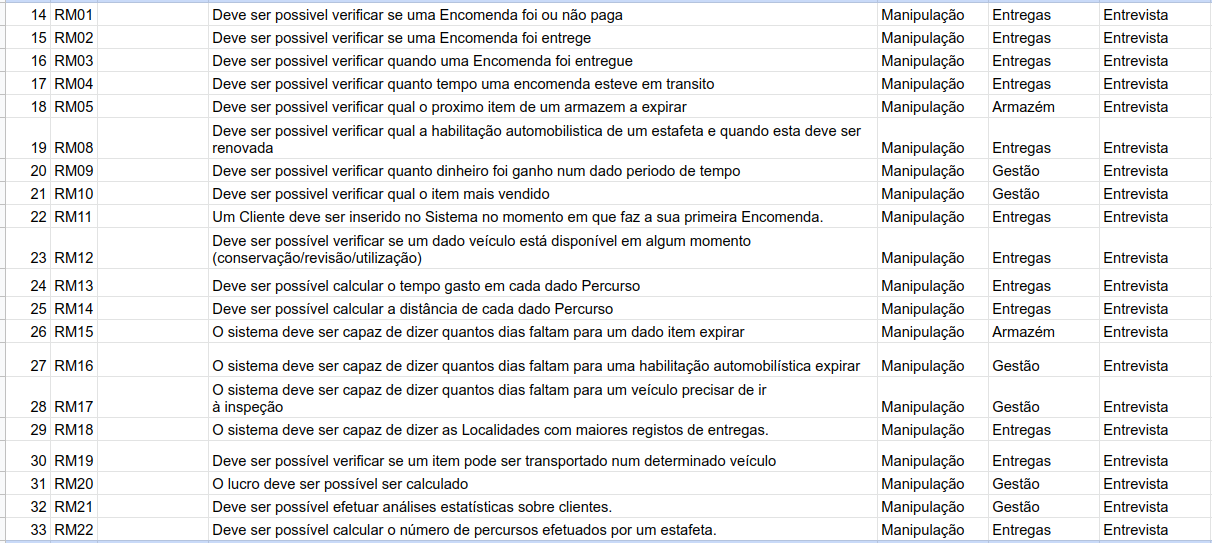 14 RM01 Deve ser possivel verificar se uma Encomenda foi ou não paga Manipulação Entregas Entrevista
15 RM02 Deve ser possivel verificar se uma Encomenda foi entrege Manipulação Entregas Entrevista
16 RM03 Deve ser possivel verificar quando uma Encomenda foi entregue Manipulação Entregas Entrevista
17 RM04 Deve ser possivel verificar quanto tempo uma encomenda esteve em transito Manipulação Entregas Entrevista
18 RM05 Deve ser possivel verificar qual o proximo item de um armazem a expirar Manipulação Armazém Entrevista
Deve ser possivel verificar qual a habilitação automobilistica de um estafeta e quando esta deve ser
19 RM08 renovada Manipulação Entregas Entrevista
20 RM09 Deve ser possivel verificar quanto dinheiro foi ganho num dado periodo de tempo Manipulação Gestão Entrevista
21 RM10 Deve ser possivel verificar qual o item mais vendido Manipulação Gestão Entrevista
22 RM11 Um Cliente deve ser inserido no Sistema no momento em que faz a sua primeira Encomenda. Manipulação Entregas Entrevista
Deve ser possível verificar se um dado veículo está disponível em algum momento
23 RM12 (conservação/revisão/utilização) Manipulação Entregas Entrevista
24 RM13 Deve ser possível calcular o tempo gasto em cada dado Percurso Manipulação Entregas Entrevista
25 RM14 Deve ser possível calcular a distância de cada dado Percurso Manipulação Entregas Entrevista
26 RM15 O sistema deve ser capaz de dizer quantos dias faltam para um dado item expirar Manipulação Armazém Entrevista
27 RM16 O sistema deve ser capaz de dizer quantos dias faltam para uma habilitação automobilística expirar Manipulação Gestão Entrevista
O sistema deve ser capaz de dizer quantos dias faltam para um veículo precisar de ir
28 RM17 à inspeção Manipulação Gestão Entrevista
29 RM18 O sistema deve ser capaz de dizer as Localidades com maiores registos de entregas. Manipulação Entregas Entrevista
30 RM19 Deve ser possível verificar se um item pode ser transportado num determinado veículo Manipulação Entregas Entrevista
31 RM20 O lucro deve ser possível ser calculado Manipulação Gestão Entrevista
32 RM21 Deve ser possível efetuar análises estatísticas sobre clientes. Manipulação Gestão Entrevista
33 RM22 Deve ser possível calcular o número de percursos efetuados por um estafeta. Manipulação Entregas Entrevista